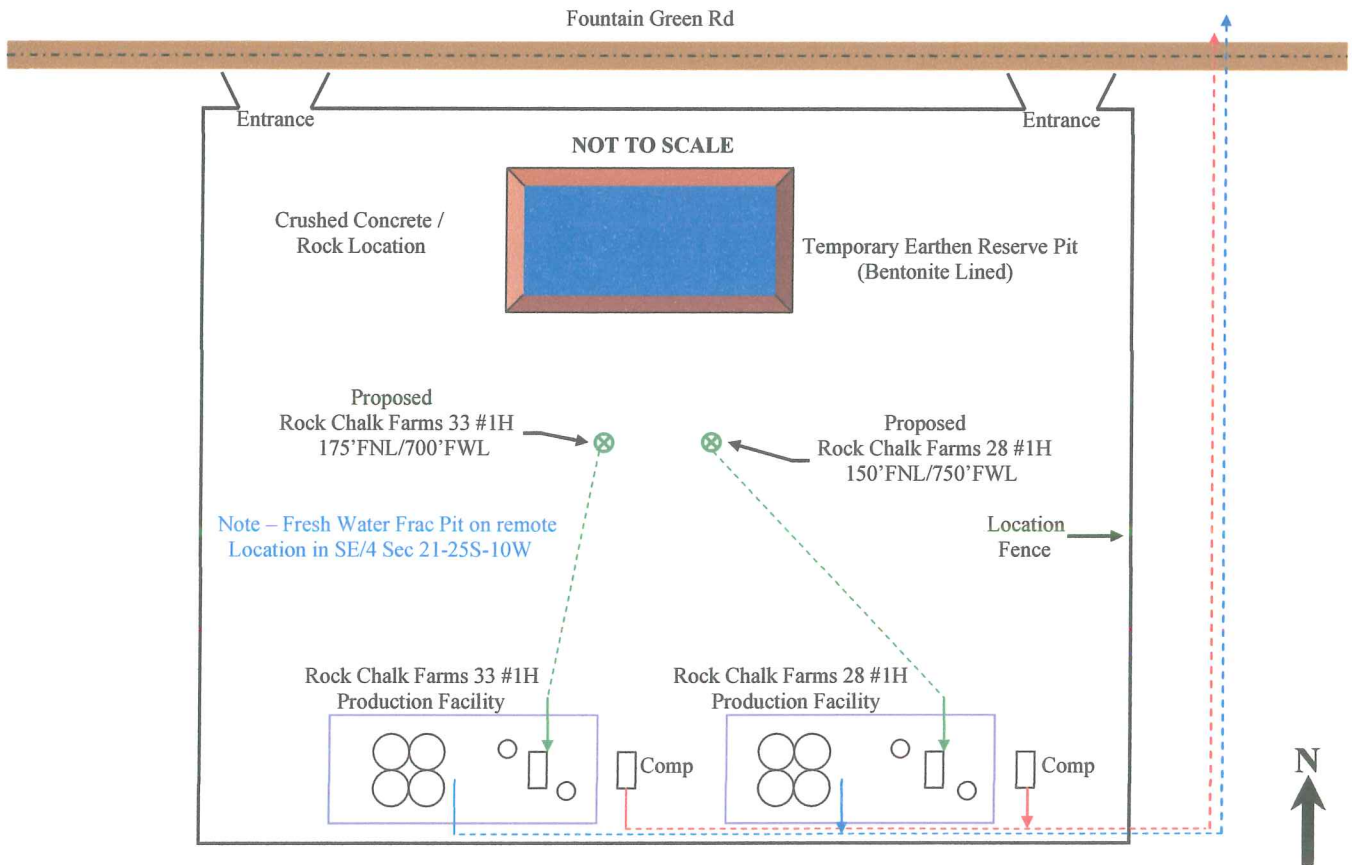 Fountain Green Rd
Entrance
Entrance
NOT TO SCALE
Crushed Concrete /
Rock Location
Temporary Earthen Reserve Pit
(Bentonite Lined)
Proposed
Rock Chalk Farms 33 #1H
175’FNL/700’FWL
Proposed
Rock Chalk Farms 28 #1H
150’FNL/750’FWL
Note – Fresh Water Frac Pit on remote
Location in SE/4 Sec 21-25S-10W
Location
Fence
Rock Chalk Farms 33 #1H
Production Facility
Rock Chalk Farms 28 #1H
Production Facility
Comp
Comp
N